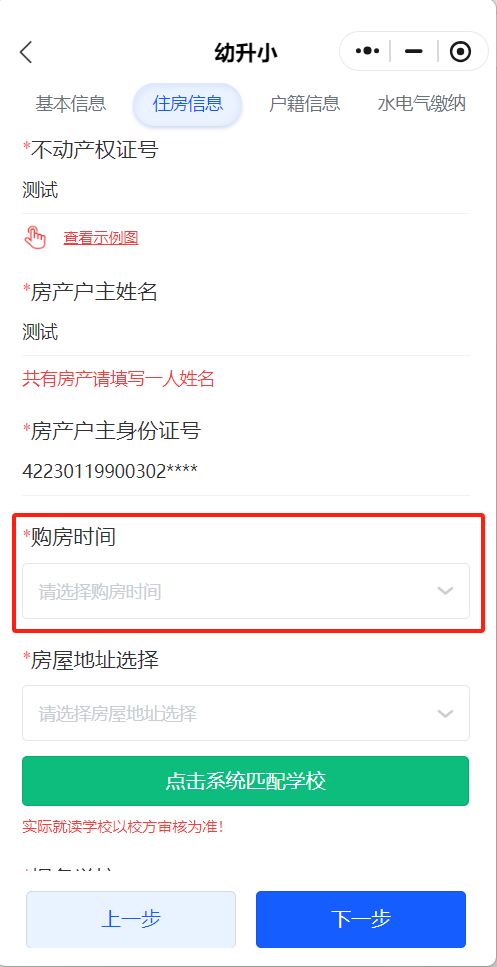 幼升小
基本信息 住房信息 户籍信息 水电气缴纳
*不动产权证号
测试
查看示例图
*房产户主姓名
测试
共有房产请填写一人姓名
*房产户主身份证号
42230119900302****
*购房时间
请选择购房时间
*房屋地址选择
请选择房屋地址选择
点击系统匹配学校
实际就读学校以校方审核为准!
上一步 下一步